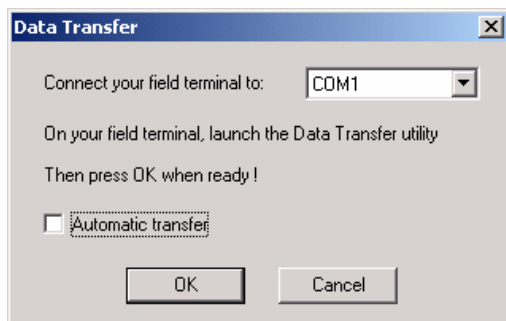 Data Transfer
Connect your field terminal to: COM1
On your field terminal, launch the Data Transfer utility
Then press OK when ready !
Automatic transfer
OK Cancel